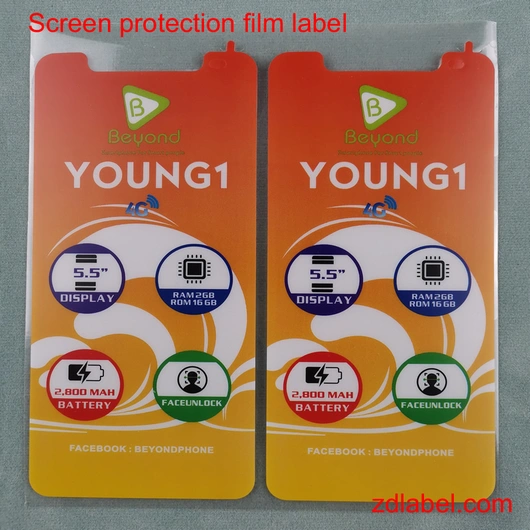 Screen protection film label
B
Beyond
YOUNG1
4G
5.5”
DISPLAY
RAM 2GB
ROM 16 GB
2,800 MAH
BATTERY
FACEUNLOCK
FACEBOOK : BEYONDPHONE
B
Beyond
YOUNG1
4G
5.5”
DISPLAY
RAM 2GB
ROM 16 GB
2,800 MAH
BATTERY
FACEUNLOCK
FACEBOOK : BEYONDPHONE
zdlabel.com